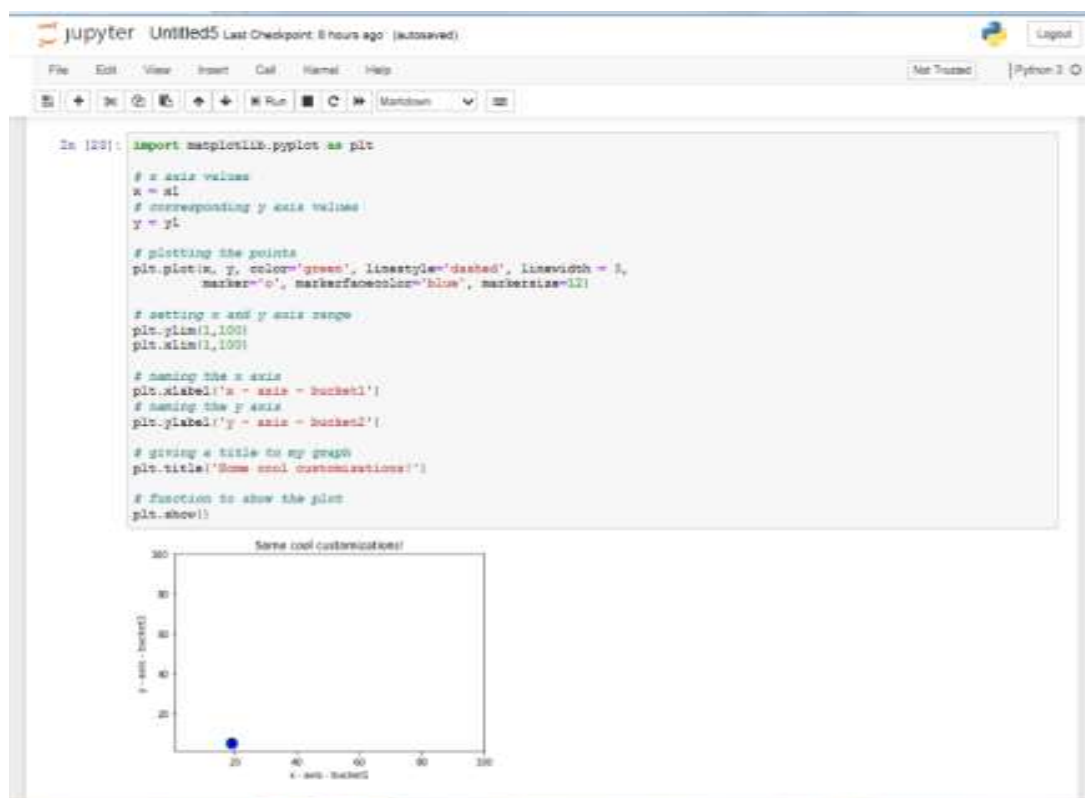 jupyter Untitled5 Last Checkpoint: 8 hours ago (autosaved)
Logout
File Edit View Insert Cell Kernel Help
Not Trusted Python 3
Run Markdown
In [28]: import matplotlib.pyplot as plt
# x axis values
x = x1
# corresponding y axis values
y = y1
# plotting the points
plt.plot(x, y, color='green', linestyle='dashed', linewidth = 3,
marker='o', markerfacecolor='blue', markersize=12)
# setting x and y axis range
plt.ylim(1,100)
plt.xlim(1,100)
# naming the x axis
plt.xlabel('x - axis - bucket1')
# naming the y axis
plt.ylabel('y - axis - bucket2')
# giving a title to my graph
plt.title('Some cool customizations!')
# function to show the plot
plt.show()
Some cool customizations!
100
80
60
40
20
y - axis - bucket2
20 40 60 80 100
x - axis - bucket1